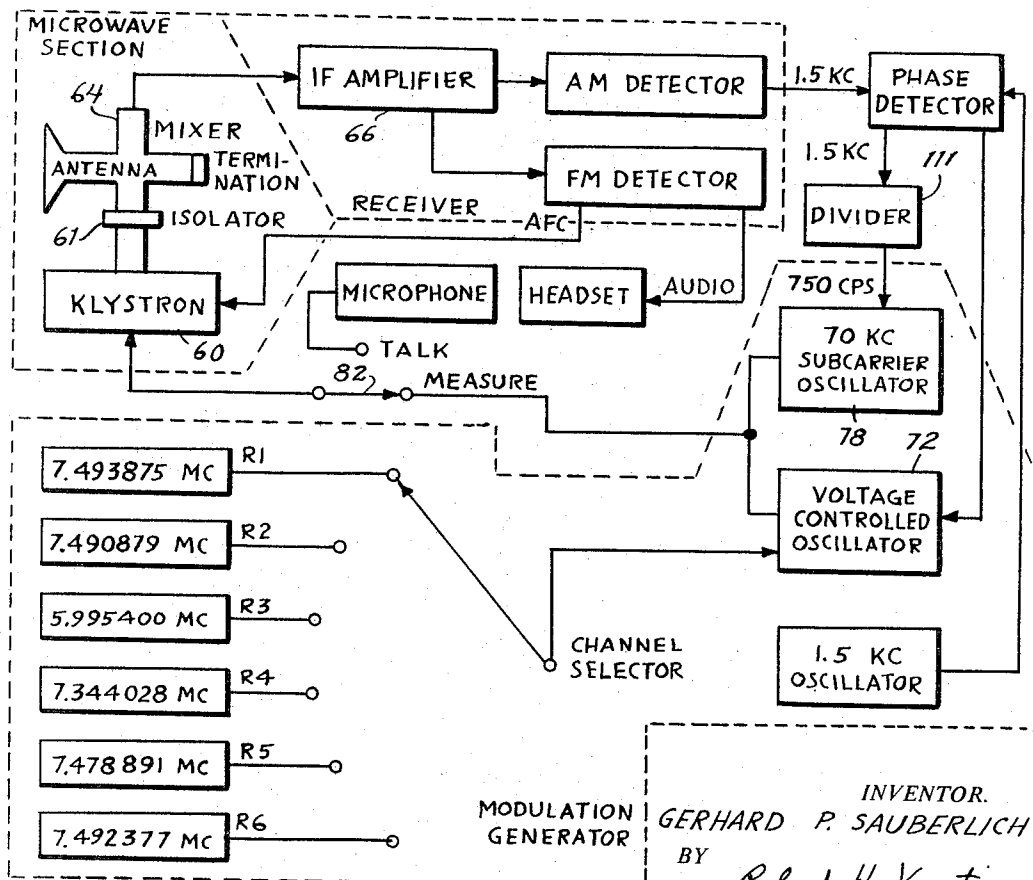 MICROWAVE
SECTION
64
MIXER
ANTENNA
TERMI-
NATION
ISOLATOR
61
KLYSTRON
60
IF AMPLIFIER
66
AM DETECTOR
FM DETECTOR
RECEIVER
AFC
1.5 KC
PHASE
DETECTOR
1.5 KC
111
DIVIDER
750 CPS
MICROPHONE
HEADSET
AUDIO
TALK
82
MEASURE
70 KC
SUBCARRIER
OSCILLATOR
78
72
VOLTAGE
CONTROLLED
OSCILLATOR
7.493875 MC
R1
7.490879 MC
R2
5.995400 MC
R3
7.344028 MC
R4
7.478891 MC
R5
7.492377 MC
R6
CHANNEL
SELECTOR
1.5 KC
OSCILLATOR
MODULATION
GENERATOR
INVENTOR.
GERHARD P. SAUBERLICH
BY